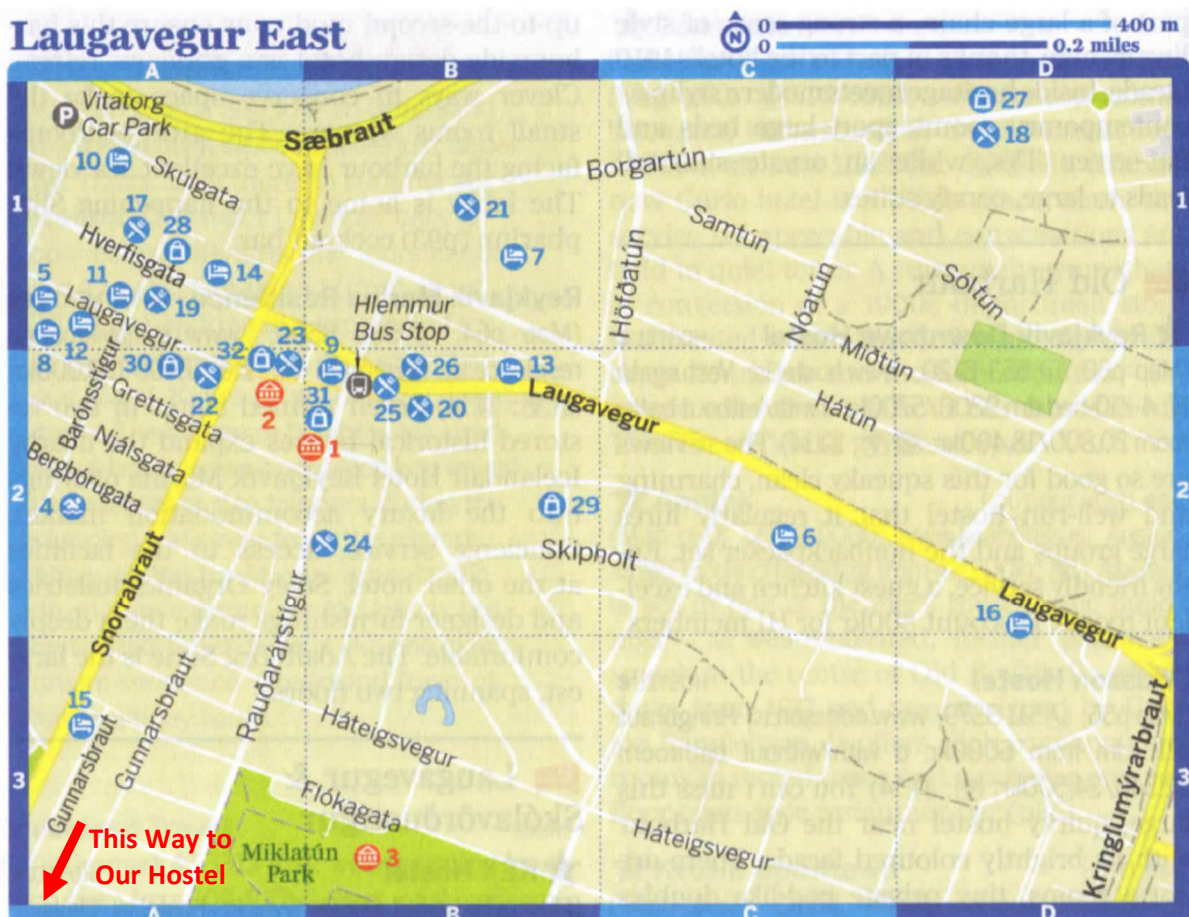 Laugavegur East
N
0
400 m
0
0.2 miles
A
B
C
D
P
Vitatorg
Car Park
Sæbraut
27
18
10
Skúlgata
Borgartún
1
17
28
21
Samtún
1
Hverfisgata
14
7
5
11
Laugavegur
19
Hlemmur
Bus Stop
Höfðatún
Nóatún
Sóltún
8
12
30
32
23
9
26
13
Miðtún
Barónsstígur
Grettisgata
22
2
31
25
20
Laugavegur
Hátún
Njálsgata
1
Bergþórugata
4
2
29
2
24
Skipholt
6
Snorrabraut
Rauðarárstígur
16
Laugavegur
15
Gunnarsbraut
Gunnarsbraut
Háteigsvegur
Kringlumýrarbraut
3
Flókagata
3
This Way to
Our Hostel
Miklatún
Park
3
Háteigsvegur
A
B
C
D